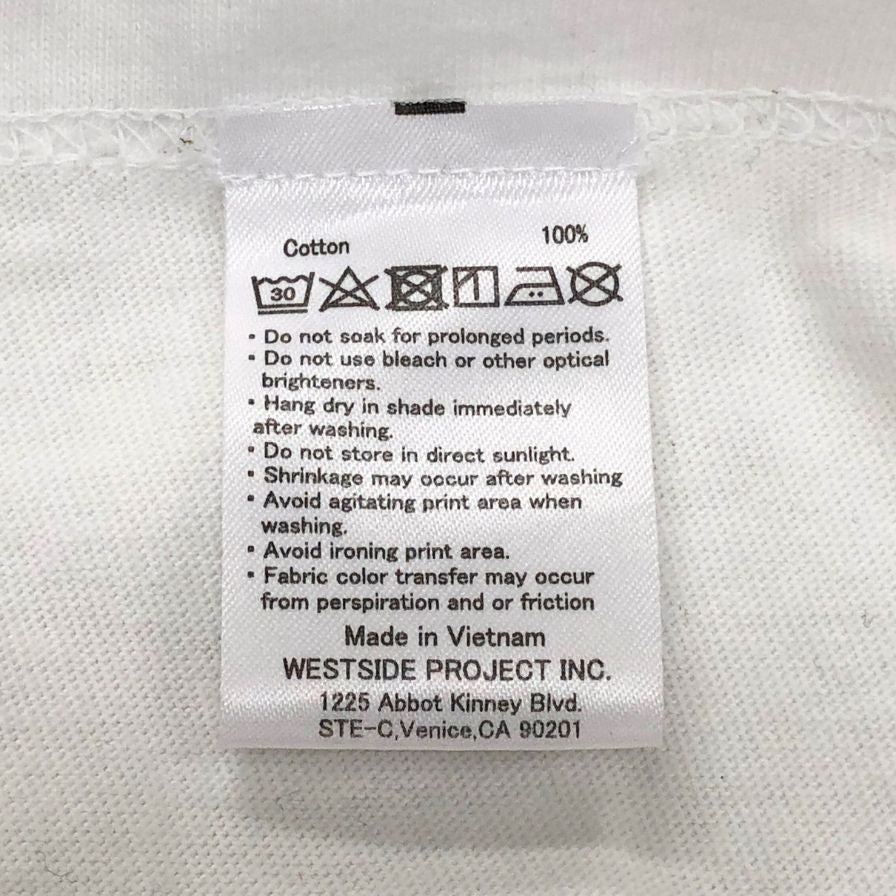 Cotton 100%
30
• Do not soak for prolonged periods.
• Do not use bleach or other optical
brighteners.
• Hang dry in shade immediately
after washing.
• Do not store in direct sunlight.
• Shrinkage may occur after washing
• Avoid agitating print area when
washing.
• Avoid ironing print area.
• Fabric color transfer may occur
from perspiration and or friction
Made in Vietnam
WESTSIDE PROJECT INC.
1225 Abbot Kinney Blvd.
STE-C,Venice,CA 90201